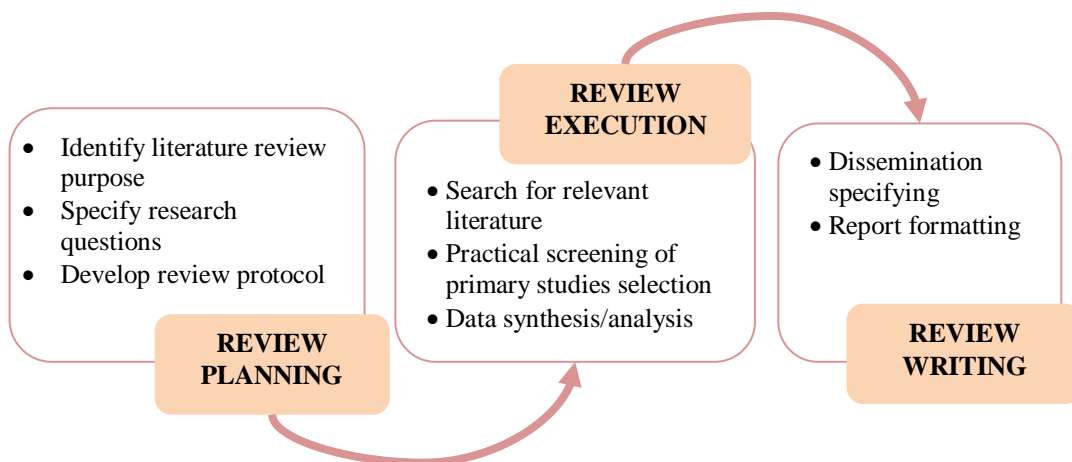 • Identify literature review
purpose
• Specify research
questions
• Develop review protocol
REVIEW
PLANNING
REVIEW
EXECUTION
• Search for relevant
literature
• Practical screening of
primary studies selection
• Data synthesis/analysis
• Dissemination
specifying
• Report formatting
REVIEW
WRITING